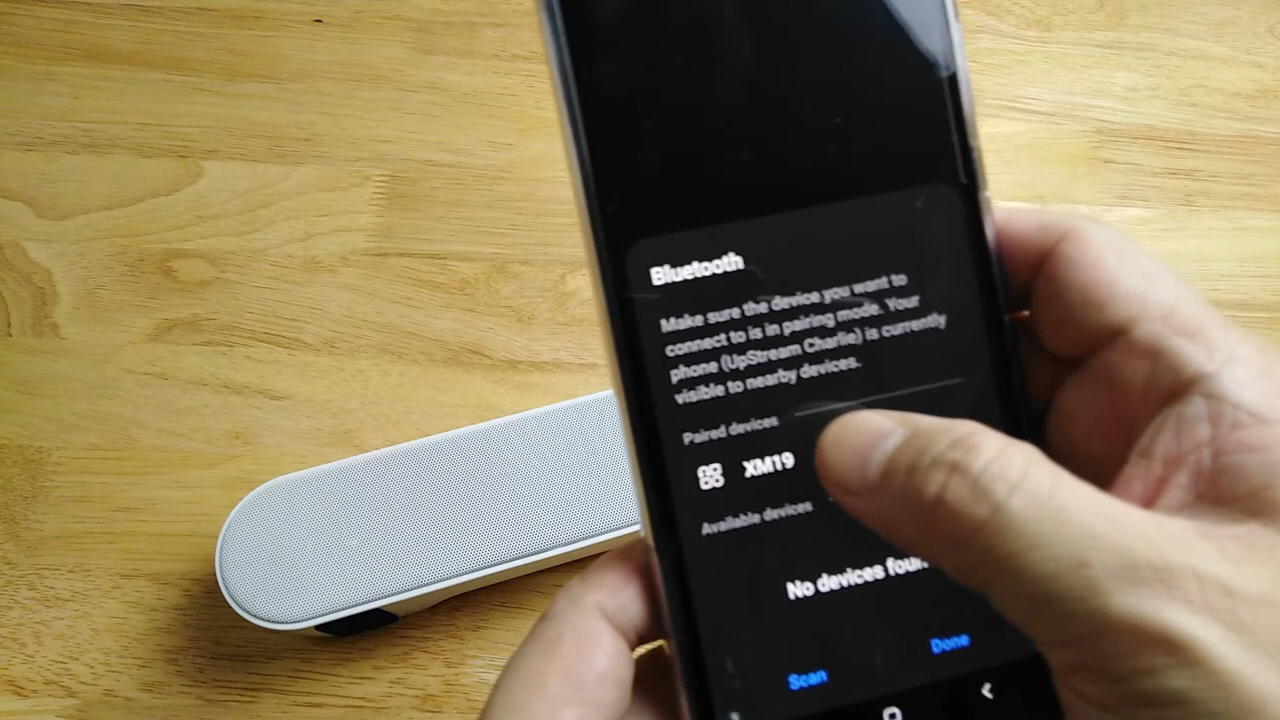 Bluetooth
Make sure the device you want to
connect to is in pairing mode. Your
phone (UpStream Charlie) is currently
visible to nearby devices.
Paired devices
XM19
Available devices
No devices foun
Scan
Done